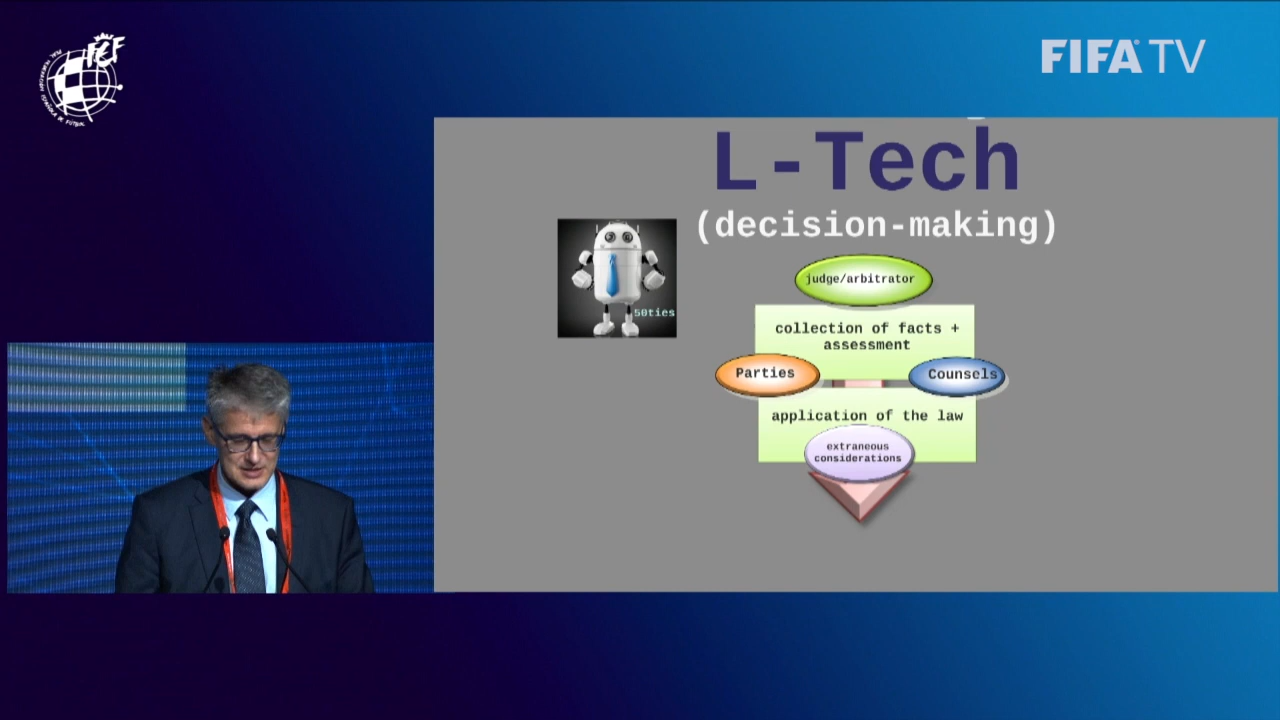 FIFA TV
L-Tech
(decision-making)
50ties
judge/arbitrator
collection of facts +
assessment
Parties
Counsels
application of the law
extraneous
considerations